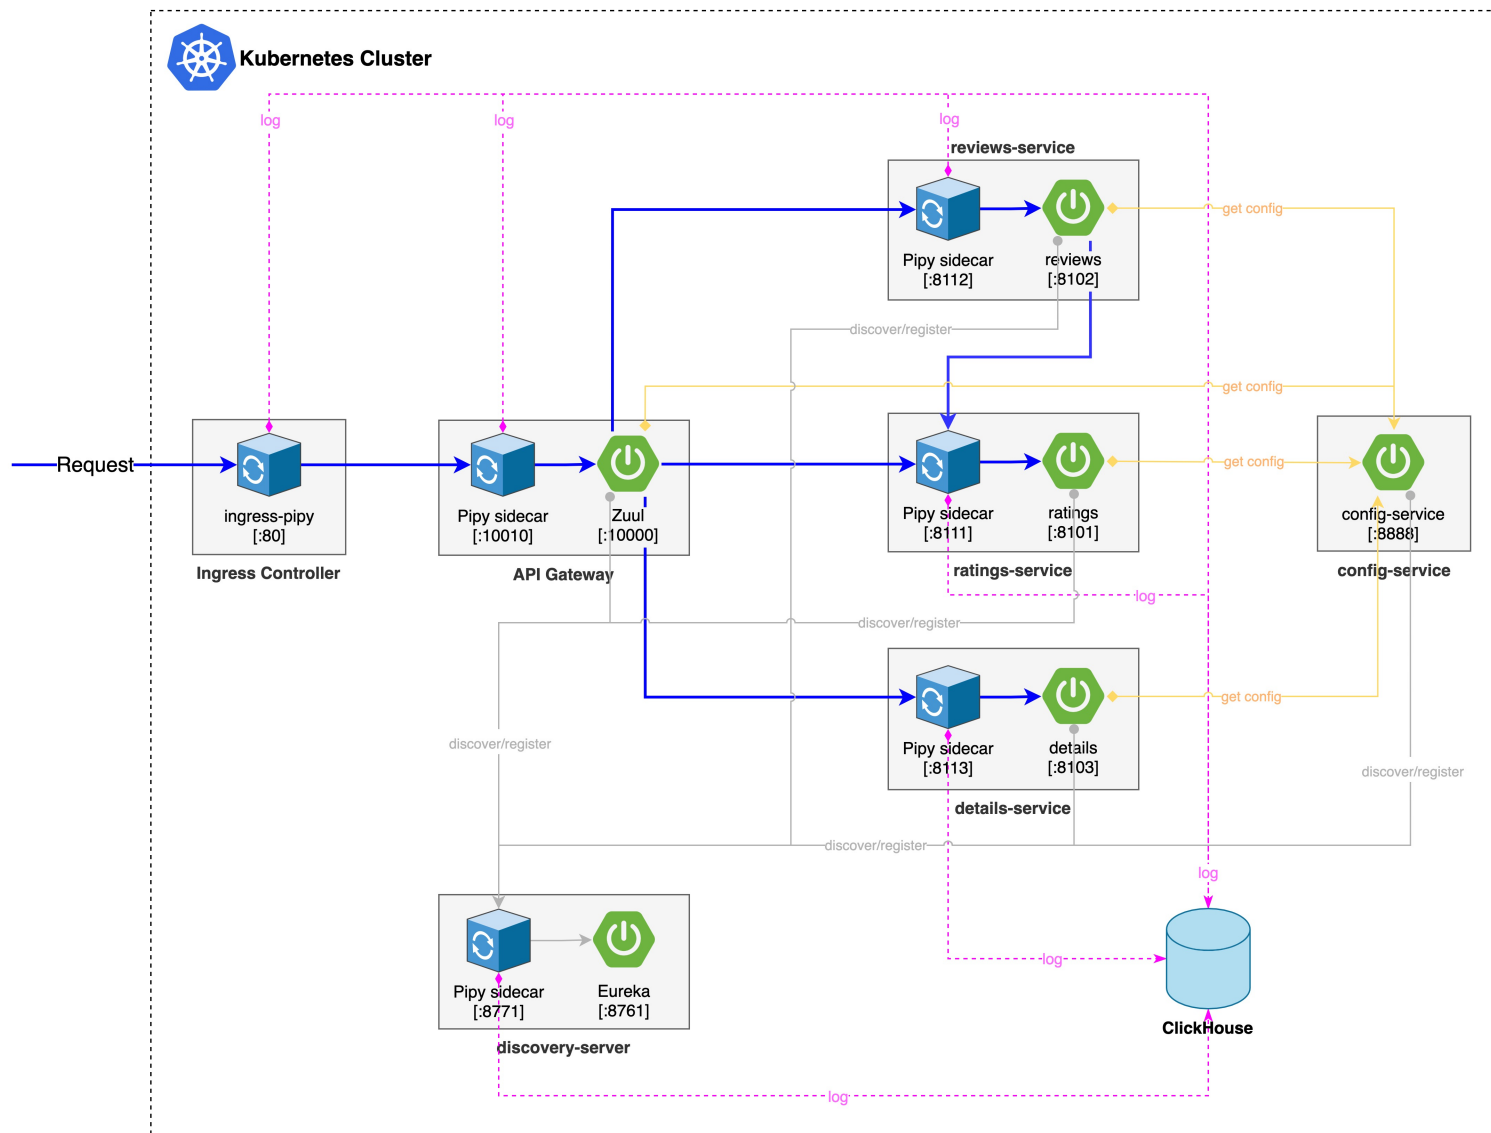 Kubernetes Cluster
log
log
log
reviews-service
Pipy sidecar
[:8112]
reviews
[:8102]
get config
discover/register
get config
Request
ingress-pipy
[:80]
Ingress Controller
Pipy sidecar
[:10010]
Zuul
[:10000]
API Gateway
Pipy sidecar
[:8111]
ratings
[:8101]
ratings-service
get config
config-service
[:8888]
config-service
log
discover/register
discover/register
Pipy sidecar
[:8113]
details
[:8103]
details-service
get config
discover/register
discover/register
log
Pipy sidecar
[:8771]
Eureka
[:8761]
discovery-server
log
ClickHouse
log